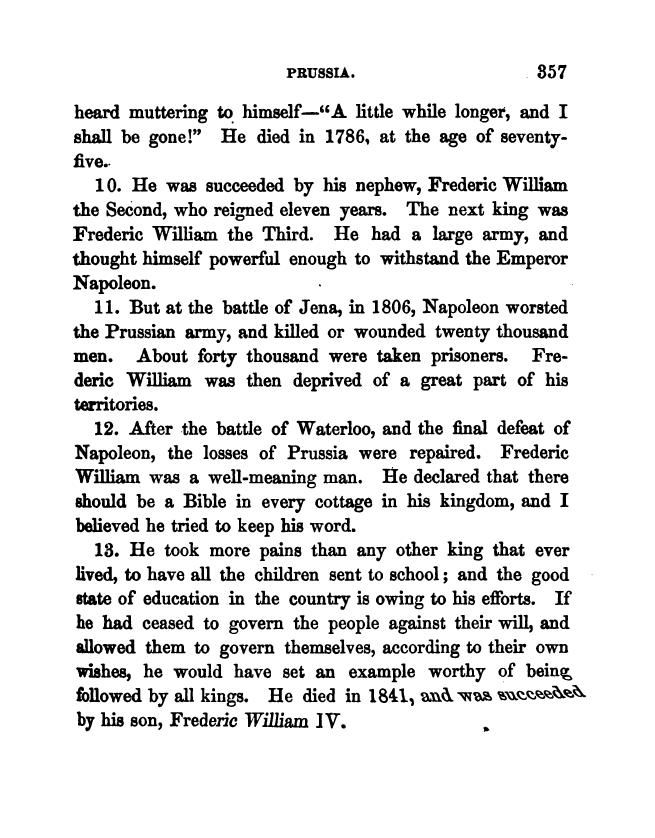 PRUSSIA. 357
heard muttering to himself—“A little while longer, and I
shall be gone!” He died in 1786, at the age of seventy-
five.
10. He was succeeded by his nephew, Frederic William
the Second, who reigned eleven years. The next king was
Frederic William the Third. He had a large army, and
thought himself powerful enough to withstand the Emperor
Napoleon.
11. But at the battle of Jena, in 1806, Napoleon worsted
the Prussian army, and killed or wounded twenty thousand
men. About forty thousand were taken prisoners. Fre-
deric William was then deprived of a great part of his
territories.
12. After the battle of Waterloo, and the final defeat of
Napoleon, the losses of Prussia were repaired. Frederic
William was a well-meaning man. He declared that there
should be a Bible in every cottage in his kingdom, and I
believed he tried to keep his word.
13. He took more pains than any other king that ever
lived, to have all the children sent to school; and the good
state of education in the country is owing to his efforts. If
he had ceased to govern the people against their will, and
allowed them to govern themselves, according to their own
wishes, he would have set an example worthy of being
followed by all kings. He died in 1841, and was succeeded
by his son, Frederic William IV.